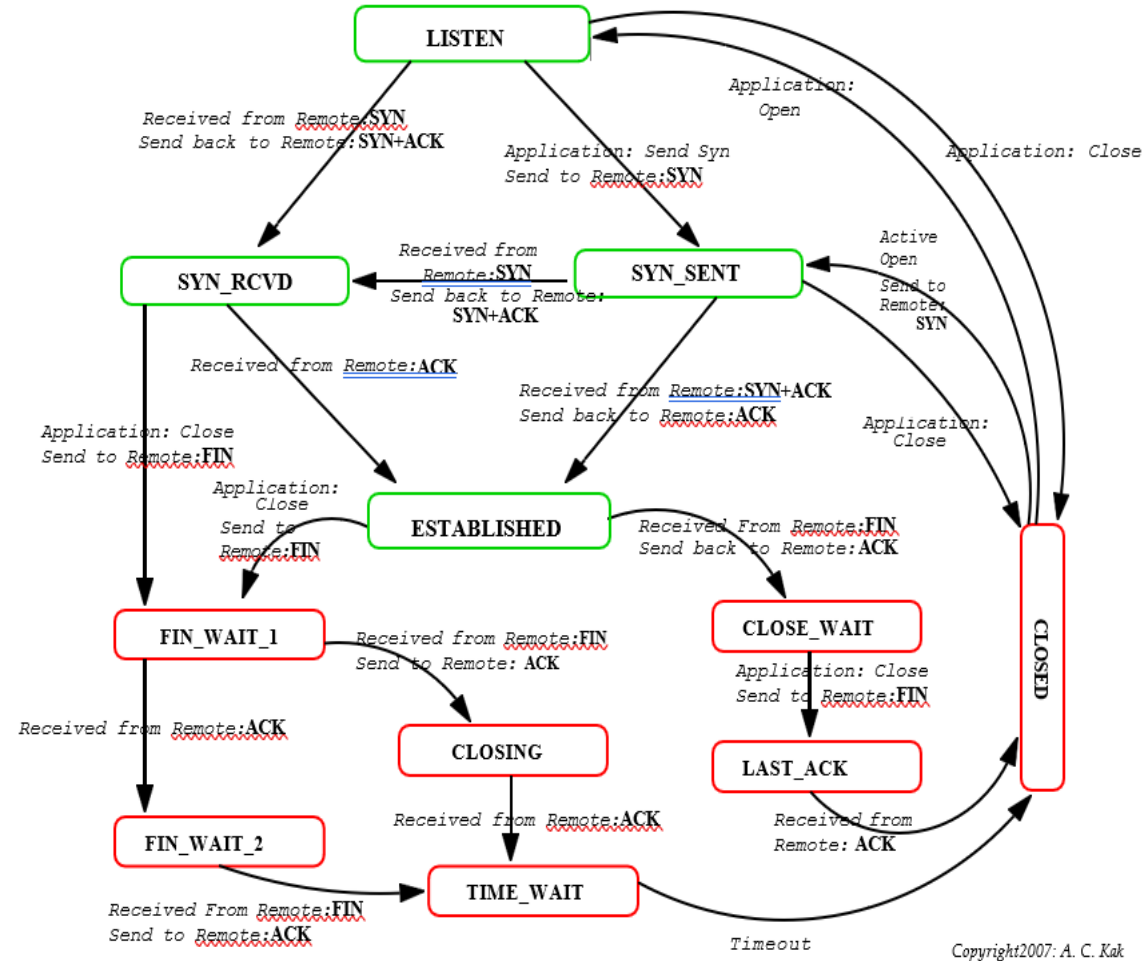 LISTEN
Application:
Open
Received from Remote:SYN
Send back to Remote: SYN+ACK
Application: Send Syn
Send to Remote:SYN
Application: Close
SYN_RCVD
Received from
Remote:SYN
Send back to Remote:
SYN+ACK
SYN_SENT
Active
Open
Send to
Remote:
SYN
Received from Remote:ACK
Received from Remote:SYN+ACK
Send back to Remote:ACK
Application:
Close
Application: Close
Send to Remote:FIN
Application:
Close
Send to
Remote:FIN
ESTABLISHED
Received From Remote:FIN
Send back to Remote: ACK
FIN_WAIT_1
Received from Remote:FIN
Send to Remote: ACK
CLOSE_WAIT
Application: Close
Send to Remote:FIN
CLOSED
Received from Remote:ACK
CLOSING
LAST_ACK
Received from Remote:ACK
Received from
Remote: ACK
FIN_WAIT_2
TIME_WAIT
Received From Remote:FIN
Send to Remote:ACK
Timeout
Copyright2007: A. C. Kak